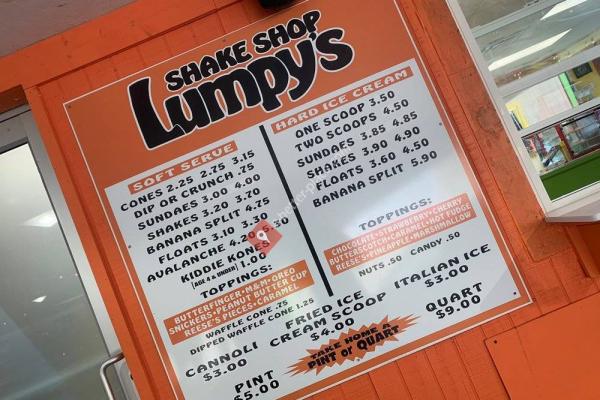 SHAKE SHOP
Lumpy's
SOFT SERVE
CONES 2.25 2.75 3.15
DIP OR CRUNCH .75
SUNDAES 3.00 4.00
SHAKES 3.20 3.70
BANANA SPLIT 4.75
FLOATS 3.10 3.30
AVALANCHE 4.20 5.30
KIDDIE KONES
(AGE 4 & UNDER) 1.00
TOPPINGS:
BUTTERFINGER•M&M•OREO
SNICKERS•PEANUT BUTTER CUP
REESE'S PIECES•CARAMEL
WAFFLE CONE .75
DIPPED WAFFLE CONE 1.25
HARD ICE CREAM
ONE SCOOP 3.50
TWO SCOOPS 4.50
SUNDAES 3.85 4.85
SHAKES 3.90 4.90
FLOATS 3.60 4.50
BANANA SPLIT 5.90
TOPPINGS:
CHOCOLATE•STRAWBERRY•CHERRY
BUTTERSCOTCH•CARAMEL•HOT FUDGE
REESE'S•PINEAPPLE•MARSHMALLOW
NUTS .50 CANDY .50
CANNOLI
$3.00
FRIED ICE
CREAM SCOOP
$4.00
ITALIAN ICE
$3.00
PINT
$5.00
TAKE HOME A
PINT or QUART
QUART
$9.00